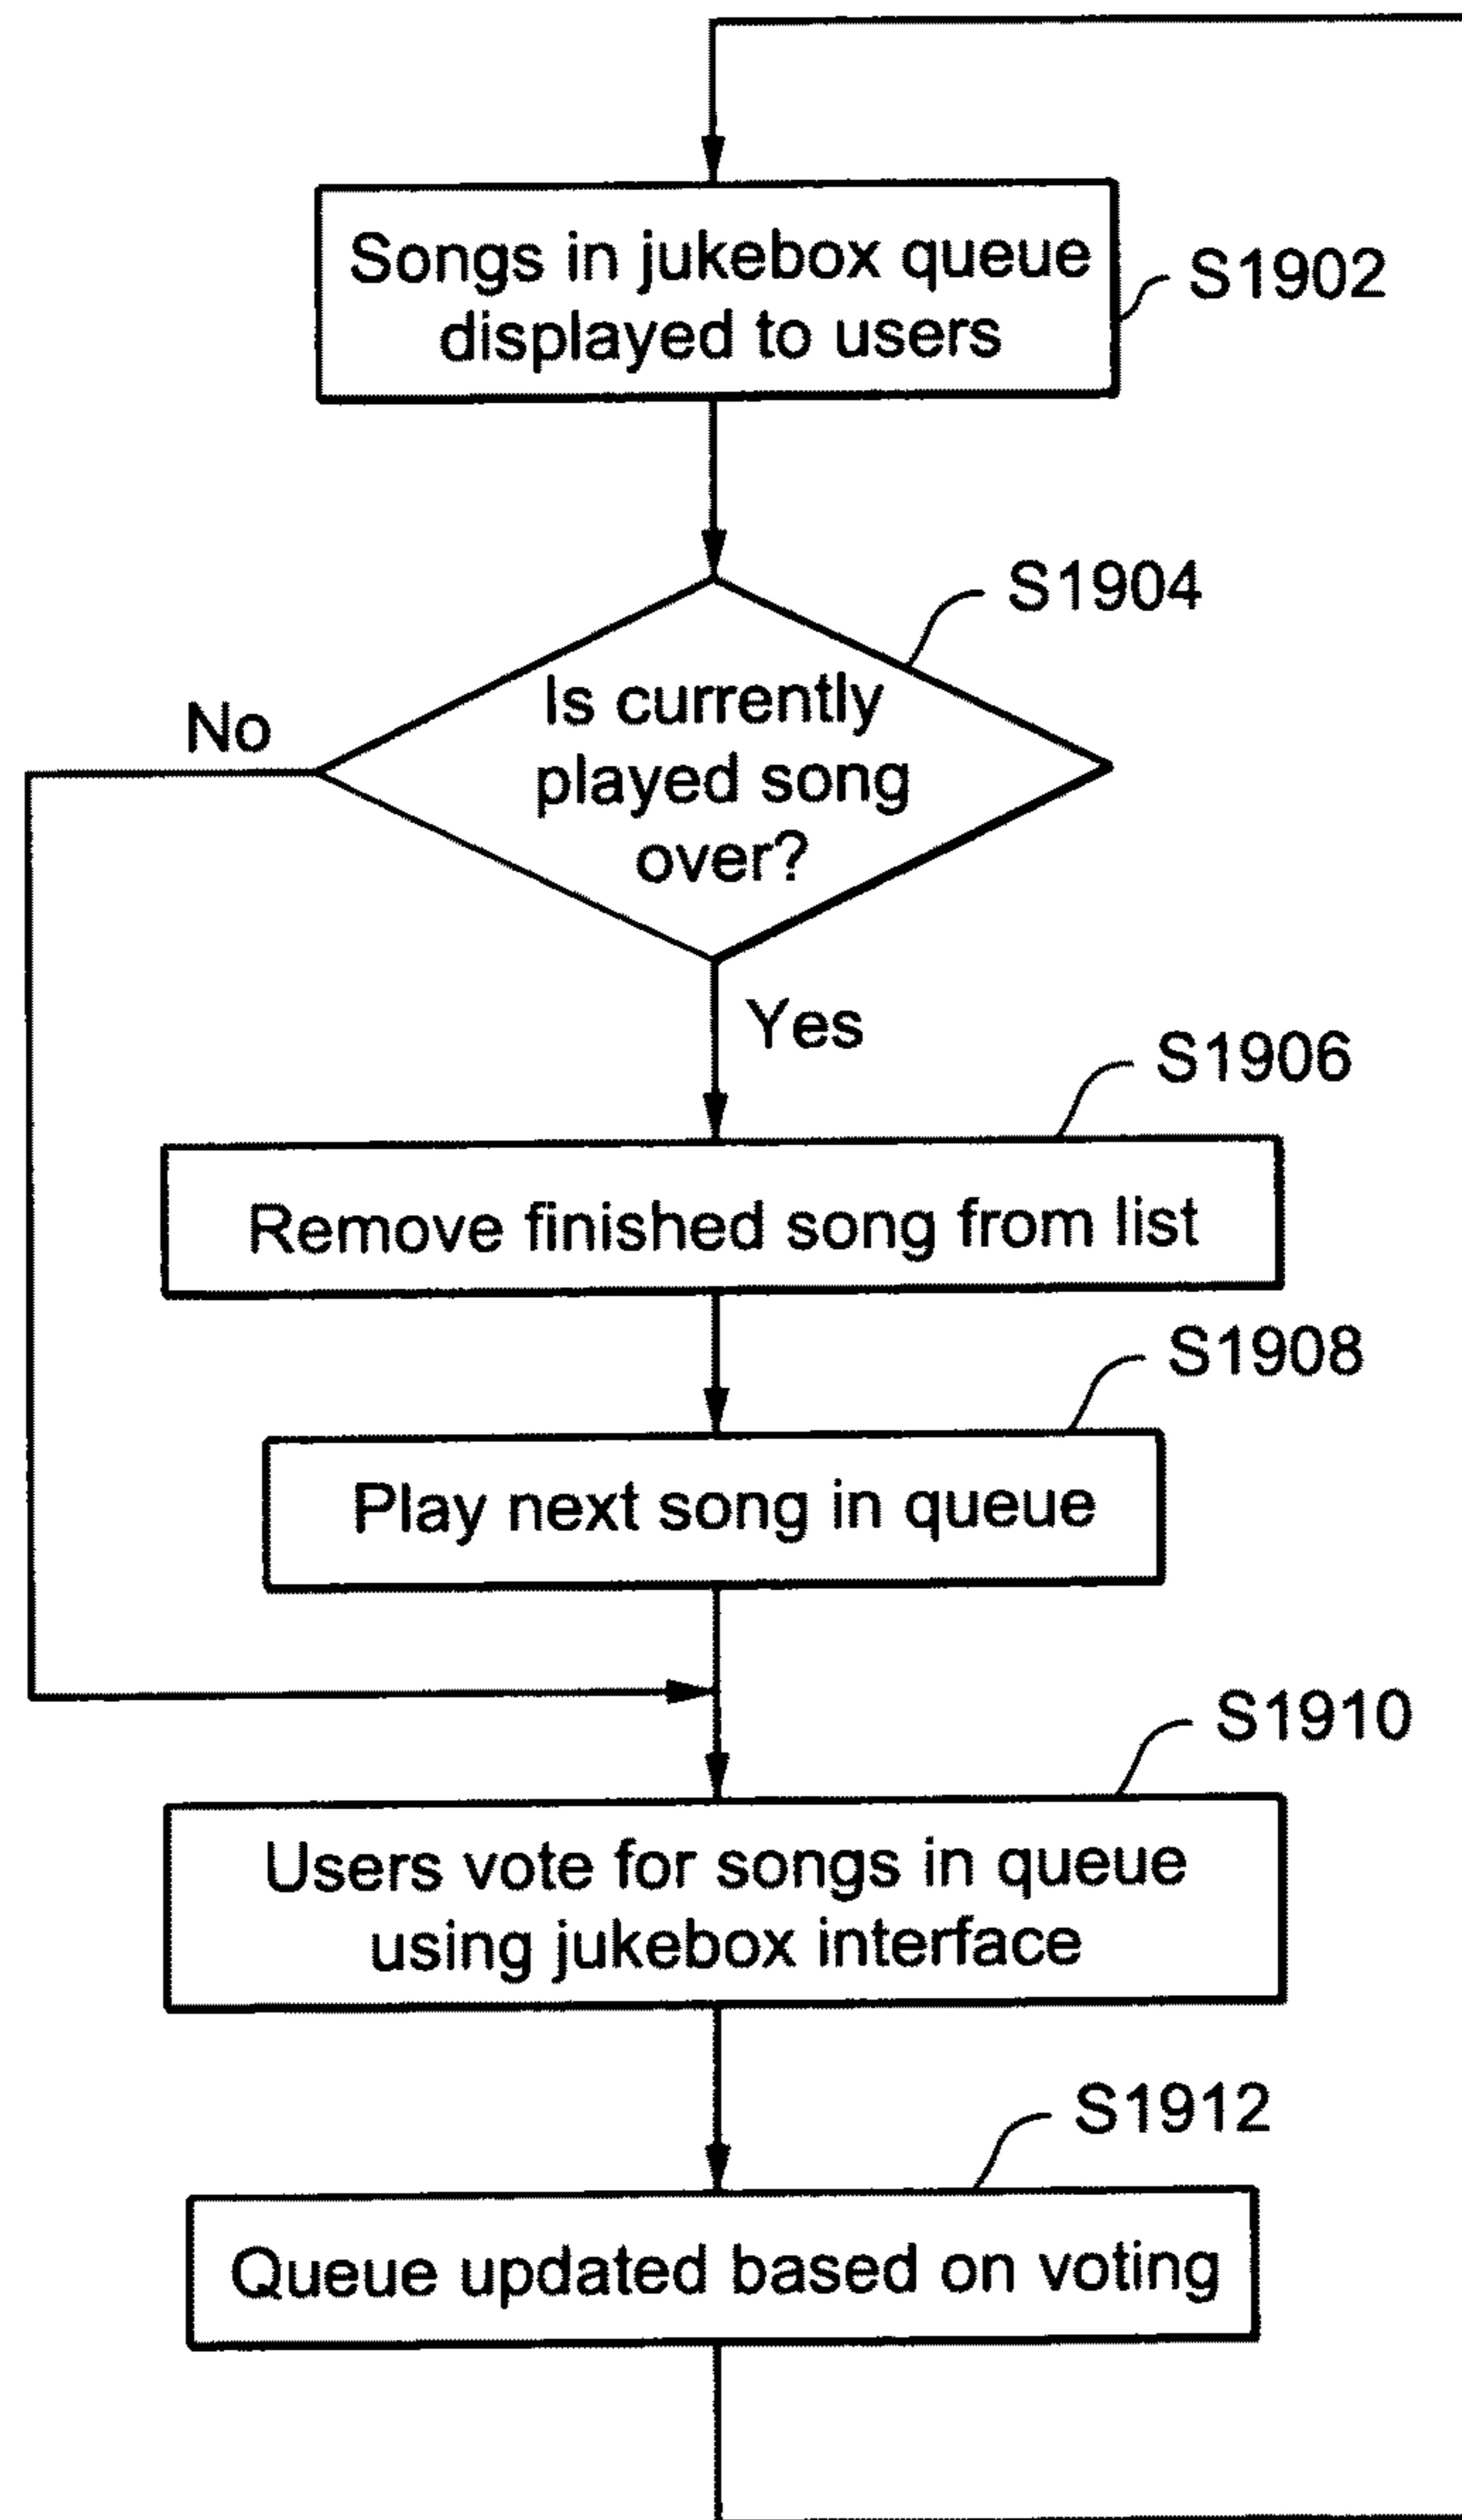 Songs in jukebox queue
displayed to users
S1902
S1904
Is currently
played song
over?
No
Yes
S1906
Remove finished song from list
S1908
Play next song in queue
S1910
Users vote for songs in queue
using jukebox interface
S1912
Queue updated based on voting